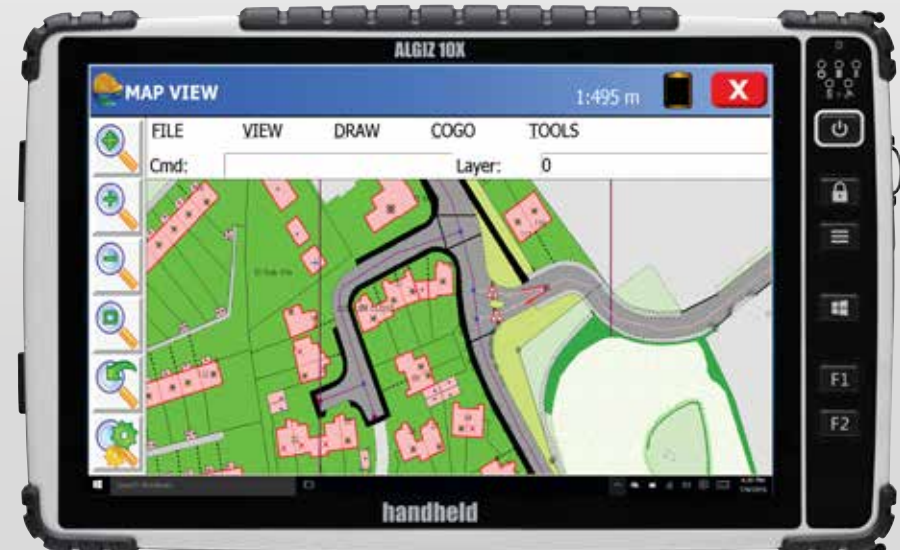 ALGIZ 10X
MAP VIEW
1:495 m
X
FILE VIEW DRAW COGO TOOLS
Cmd: Layer: 0
F1
F2
handheld